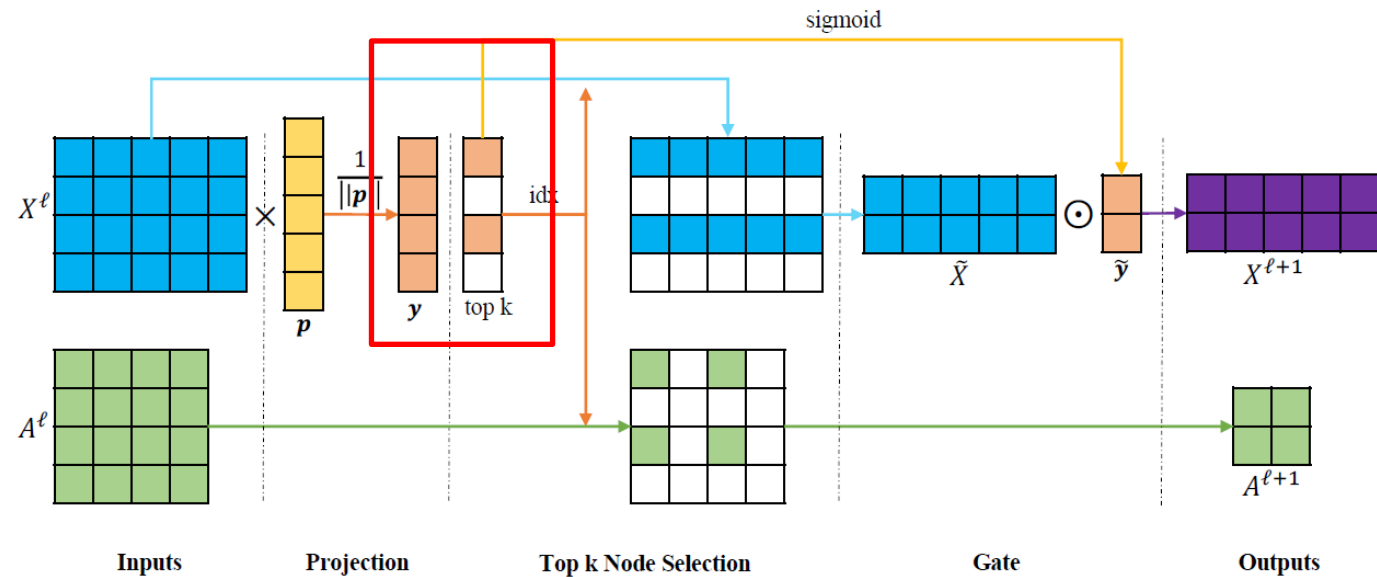 sigmoid
1
||𝒑||
idx
Xℓ
×
⊙
X̃
ỹ
Xℓ+1
p
y
top k
Aℓ
Aℓ+1
Inputs
Projection
Top k Node Selection
Gate
Outputs